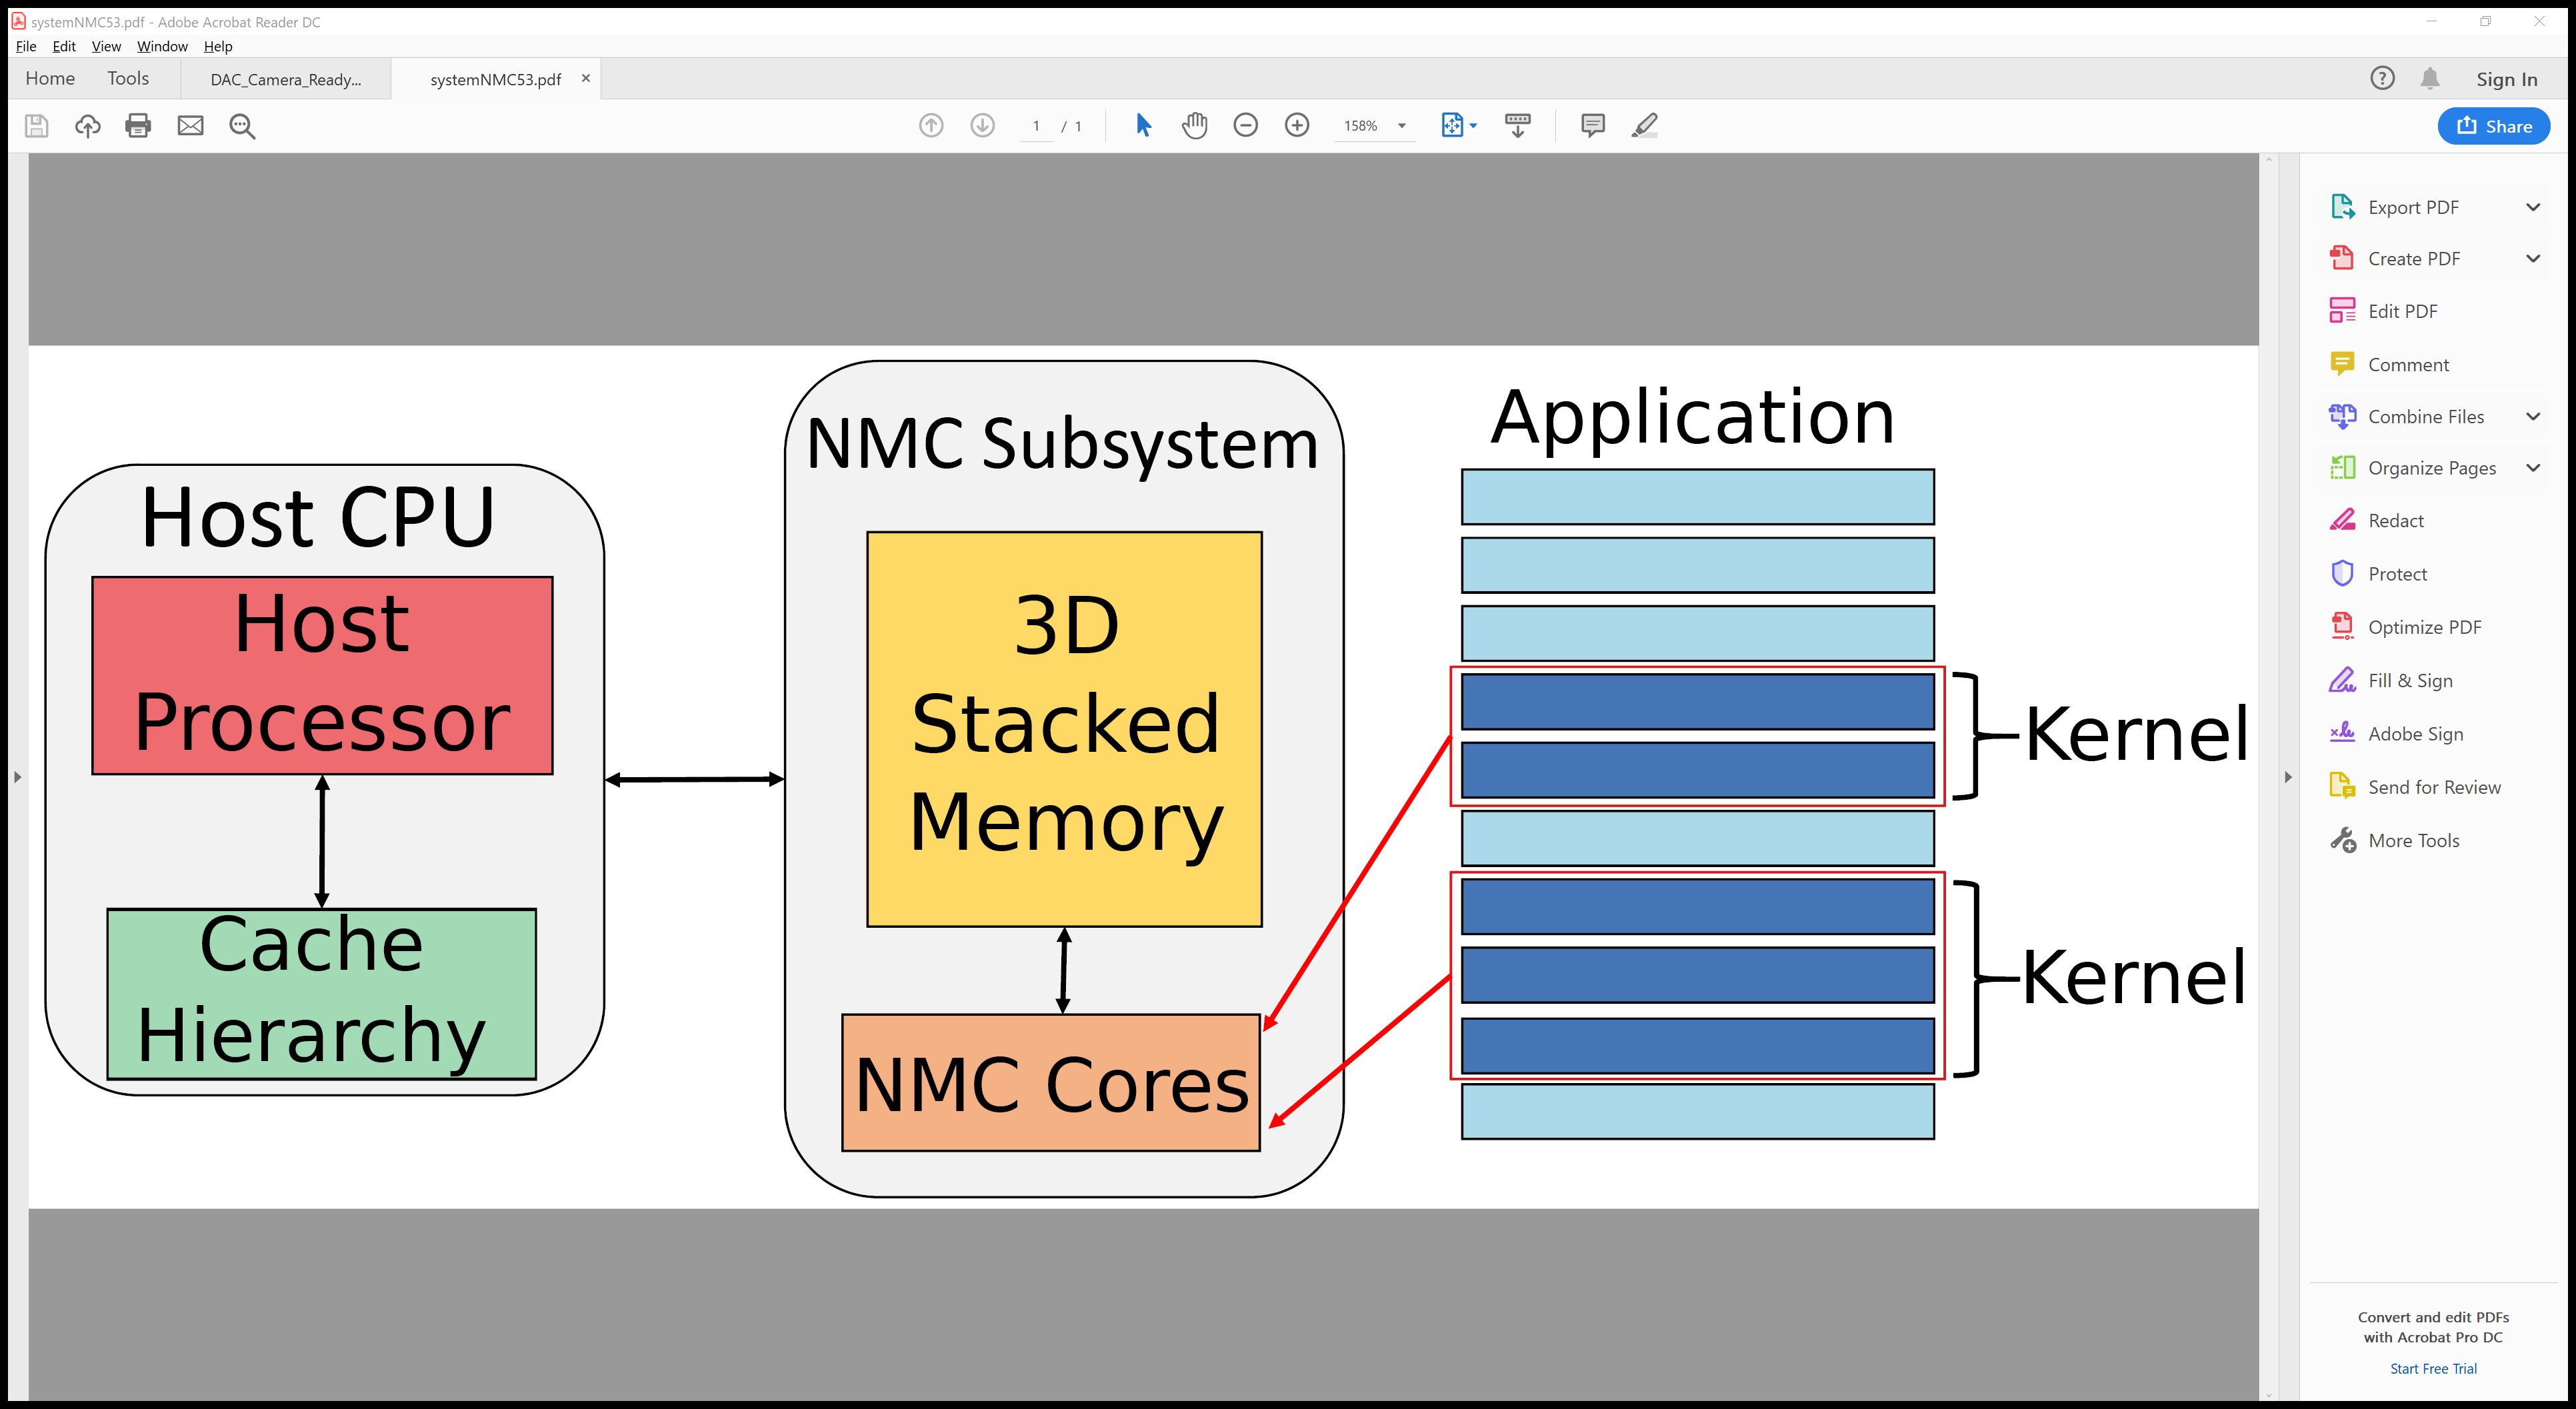 systemNMC53.pdf - Adobe Acrobat Reader DC
File Edit View Window Help
Home Tools DAC_Camera_Ready... systemNMC53.pdf × Sign In
1 / 1 158% Share
Host CPU
Host
Processor
Cache
Hierarchy
NMC Subsystem
3D
Stacked
Memory
NMC Cores
Application
Kernel
Kernel
Export PDF
Create PDF
Edit PDF
Comment
Combine Files
Organize Pages
Redact
Protect
Optimize PDF
Fill & Sign
Adobe Sign
Send for Review
More Tools
Convert and edit PDFs
with Acrobat Pro DC
Start Free Trial